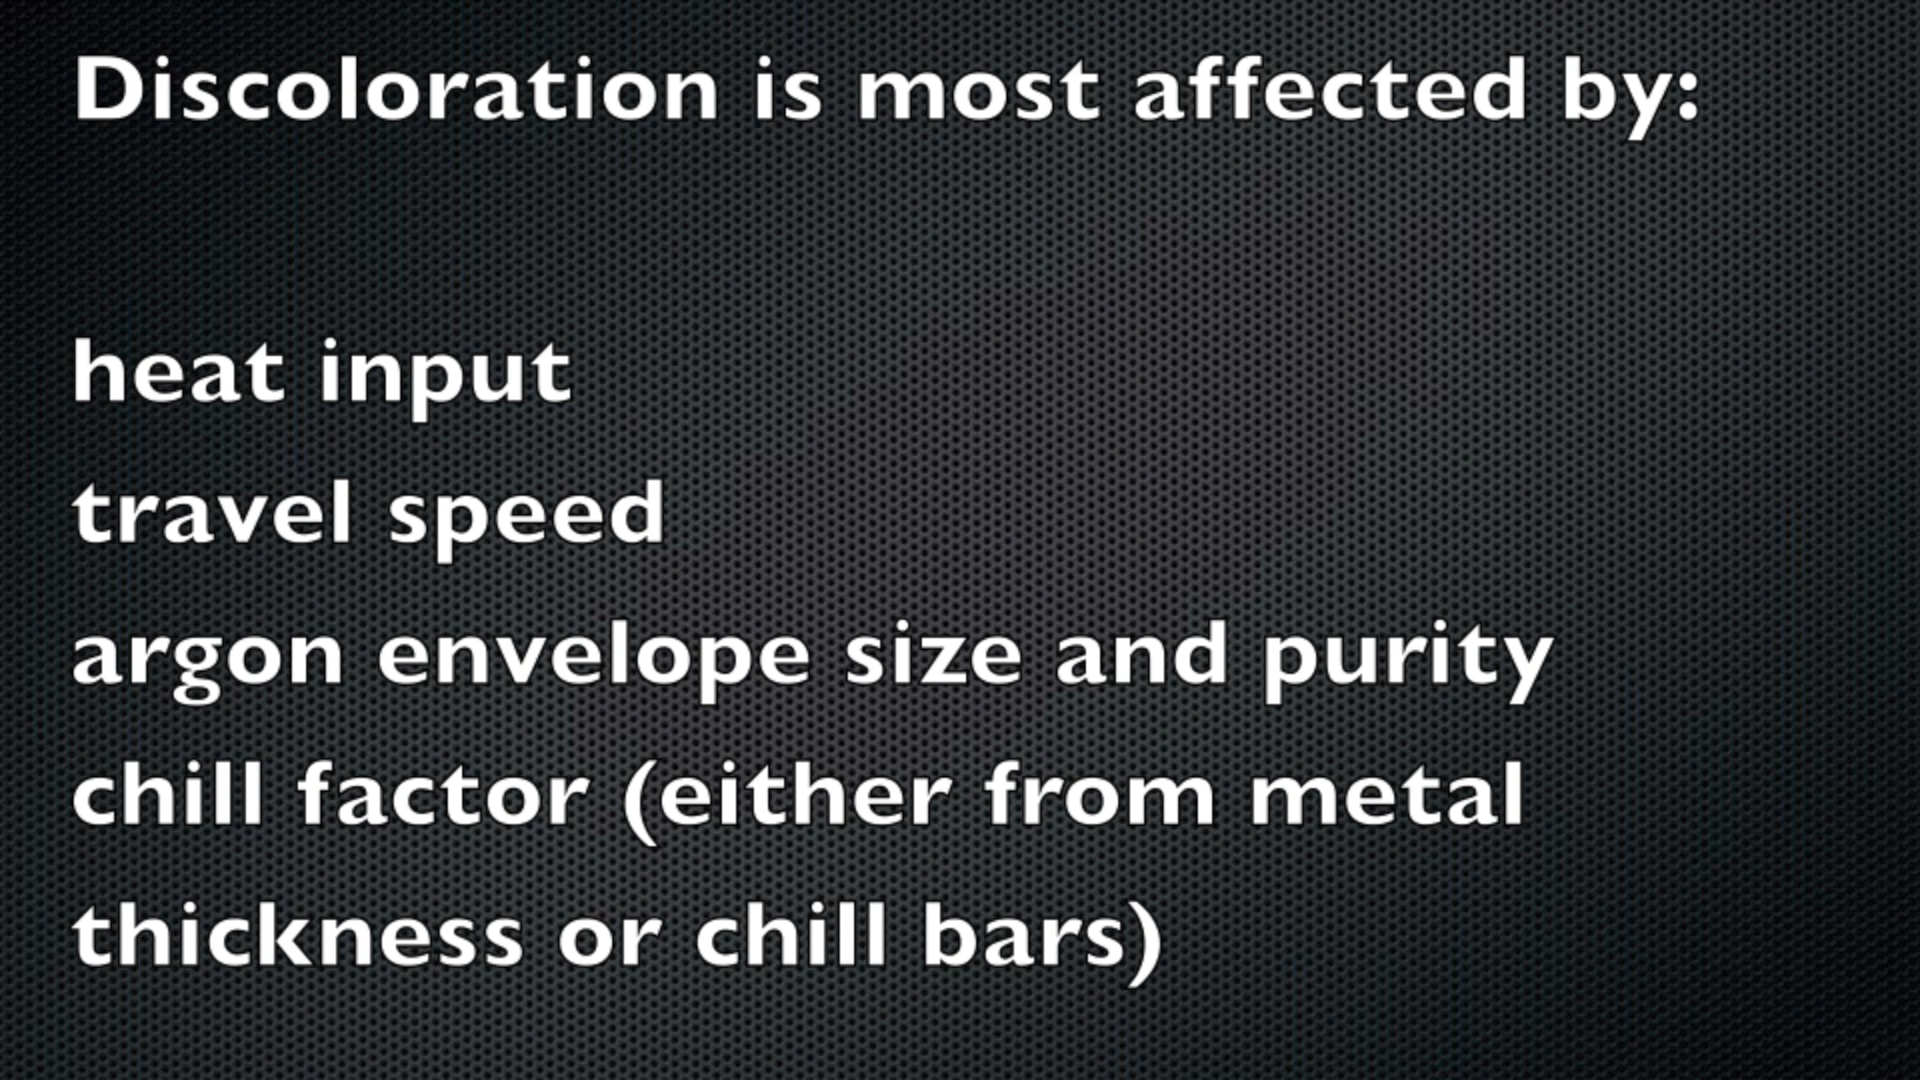 Discoloration is most affected by:
heat input
travel speed
argon envelope size and purity
chill factor (either from metal
thickness or chill bars)